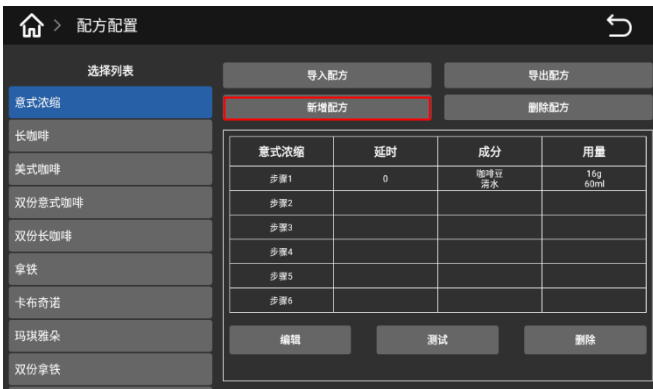 > 配方配置
选择列表
意式浓缩
长咖啡
美式咖啡
双份意式咖啡
双份长咖啡
拿铁
卡布奇诺
玛琪雅朵
双份拿铁
导入配方 导出配方
新增配方 删除配方
意式浓缩 延时 成分 用量
步骤1 0 咖啡豆 16g
清水 60ml
步骤2
步骤3
步骤4
步骤5
步骤6
编辑 测试 删除